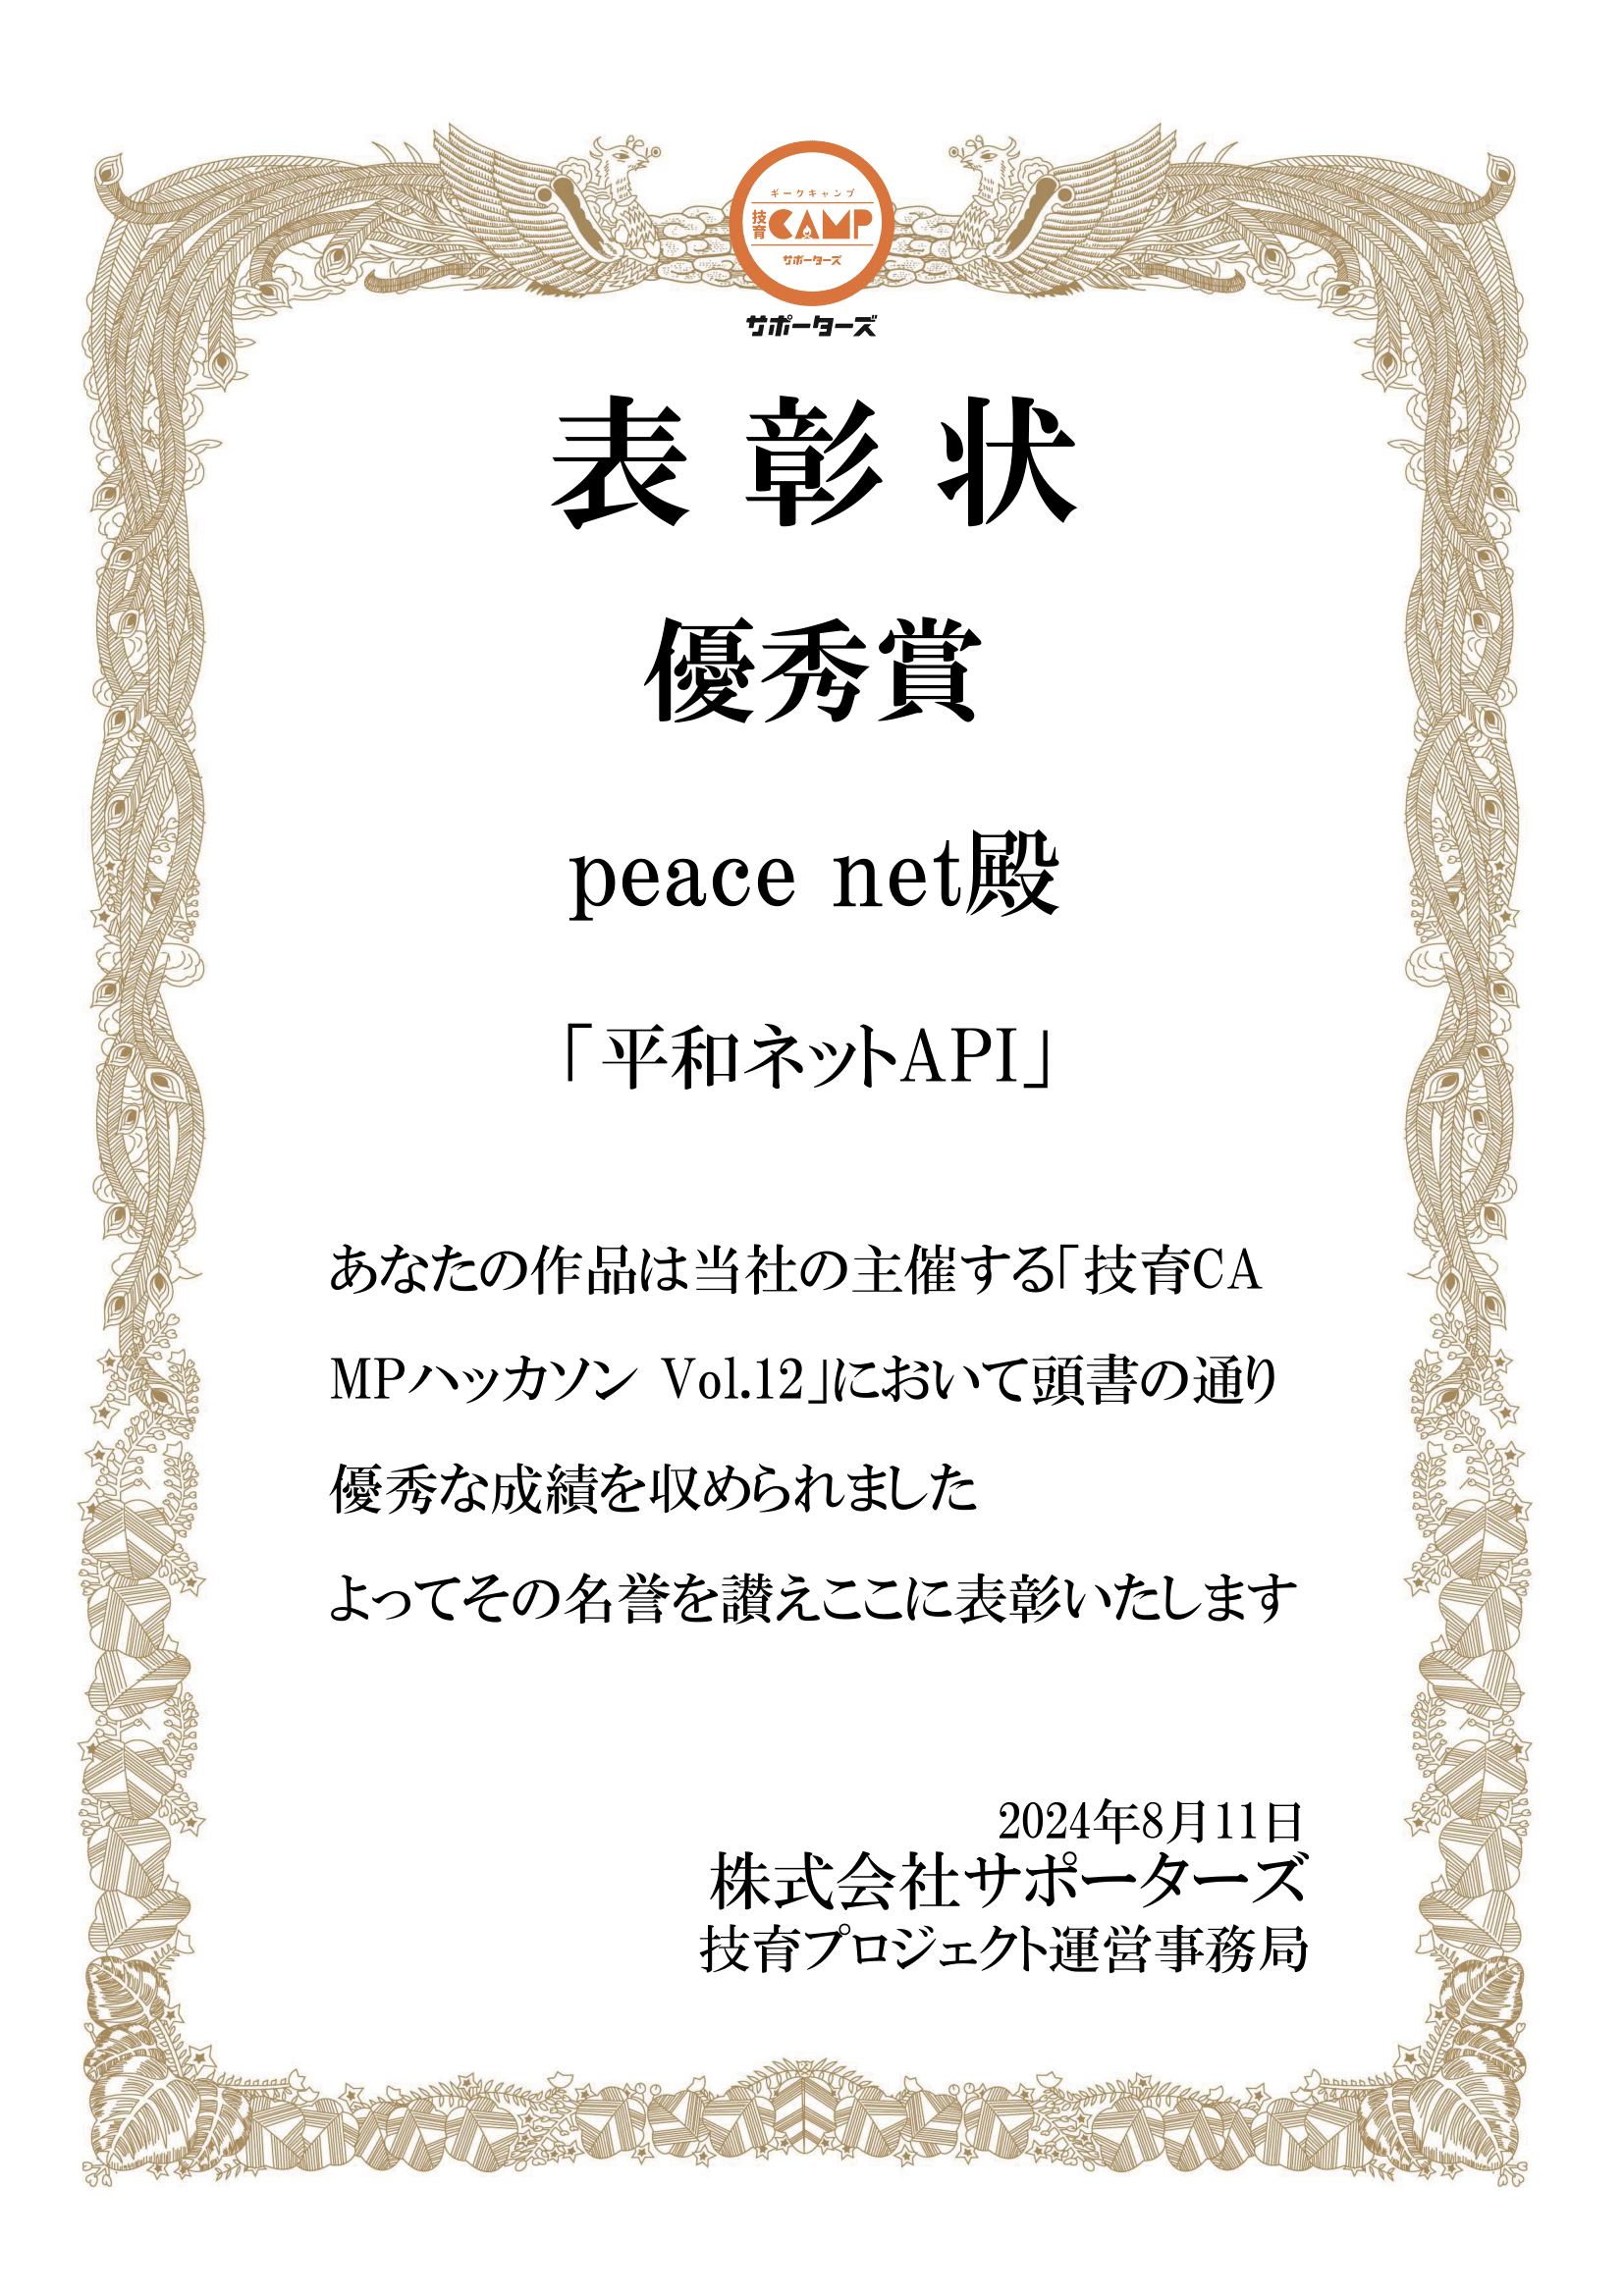 ギークキャンプ
技育CAMP
サポーターズ
サポーターズ
表彰状
優秀賞
peace net殿
「平和ネットAPI」
あなたの作品は当社の主催する「技育CA
MPハッカソン Vol.12」において頭書の通り
優秀な成績を収められました
よってその名誉を讃えここに表彰いたします
2024年8月11日
株式会社サポーターズ
技育プロジェクト運営事務局